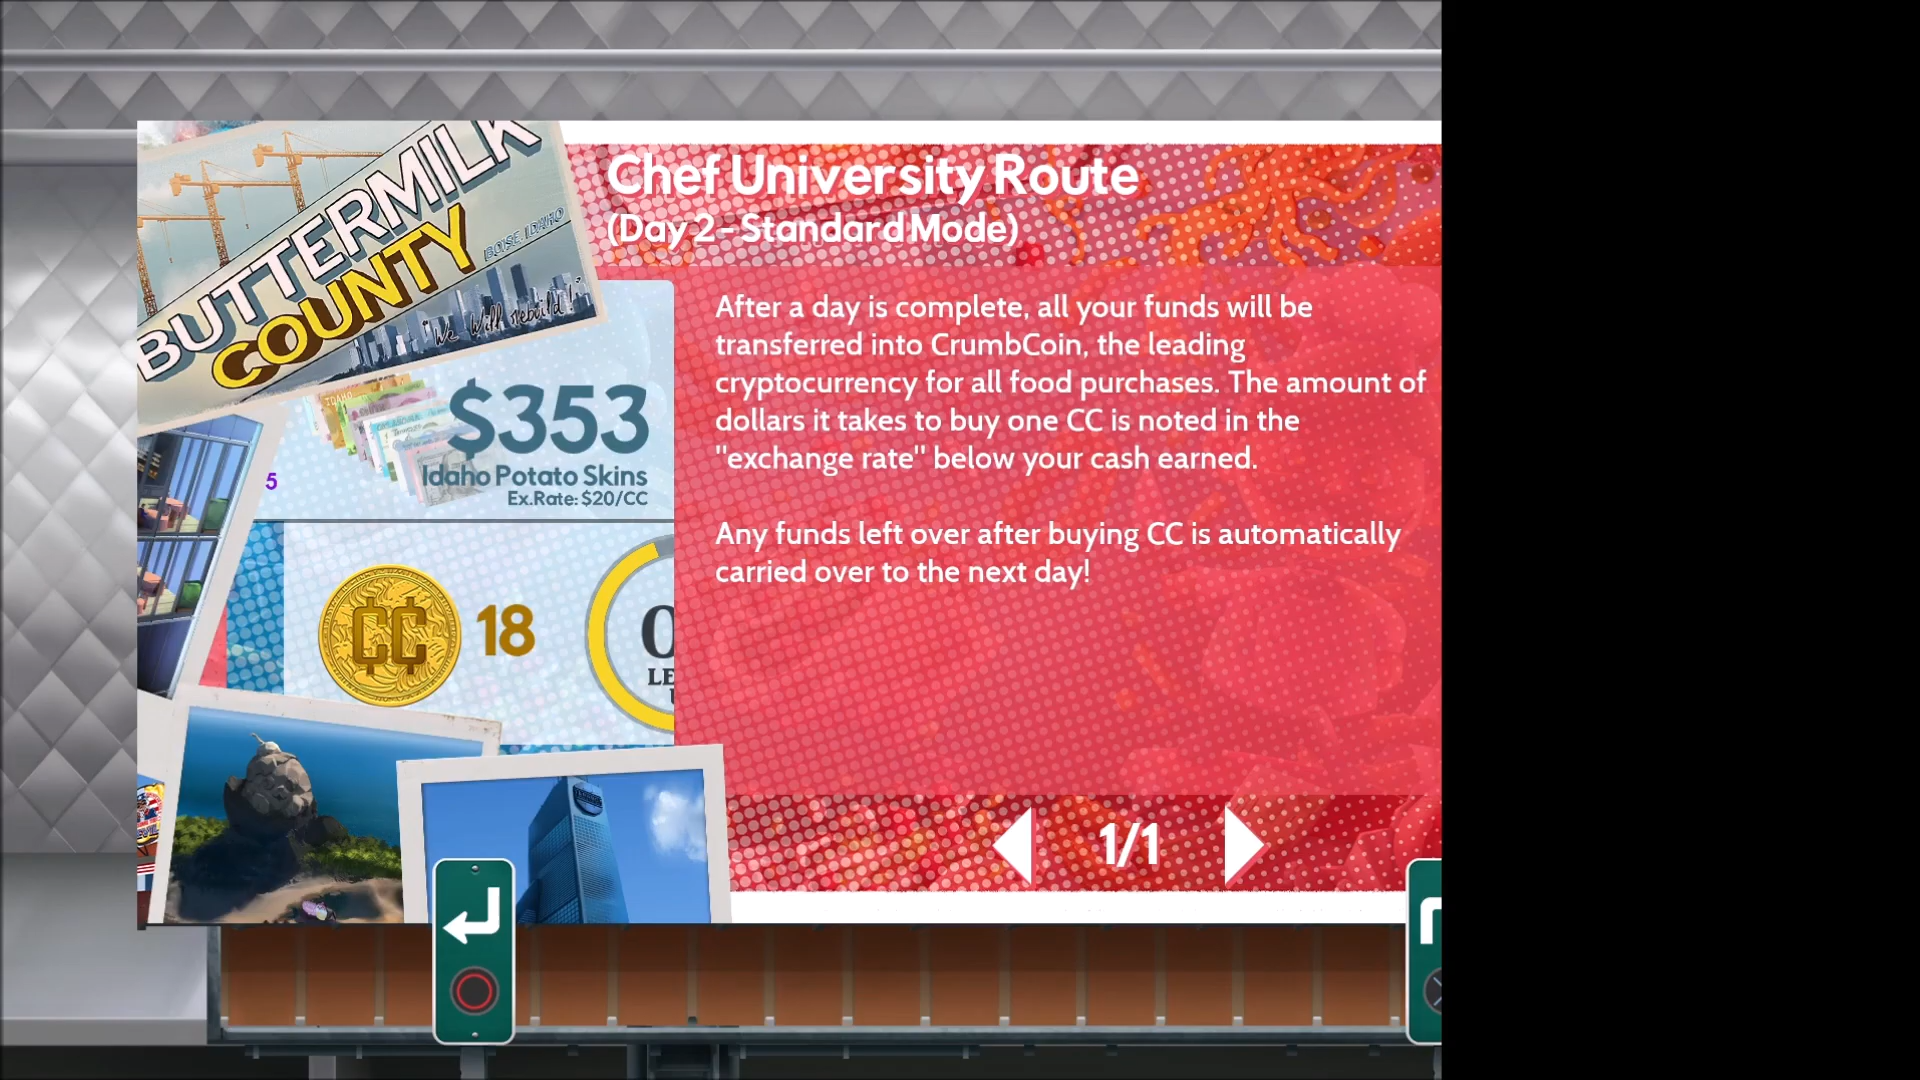 BUTTERMILK
COUNTY
BOISE, IDAHO
"We Will rebuild!"
Chef University Route
(Day 2 - Standard Mode)
$353
Idaho Potato Skins
Ex.Rate: $20/CC
5
CC 18
0
LE
After a day is complete, all your funds will be
transferred into CrumbCoin, the leading
cryptocurrency for all food purchases. The amount of
dollars it takes to buy one CC is noted in the
"exchange rate" below your cash earned.
Any funds left over after buying CC is automatically
carried over to the next day!
1/1